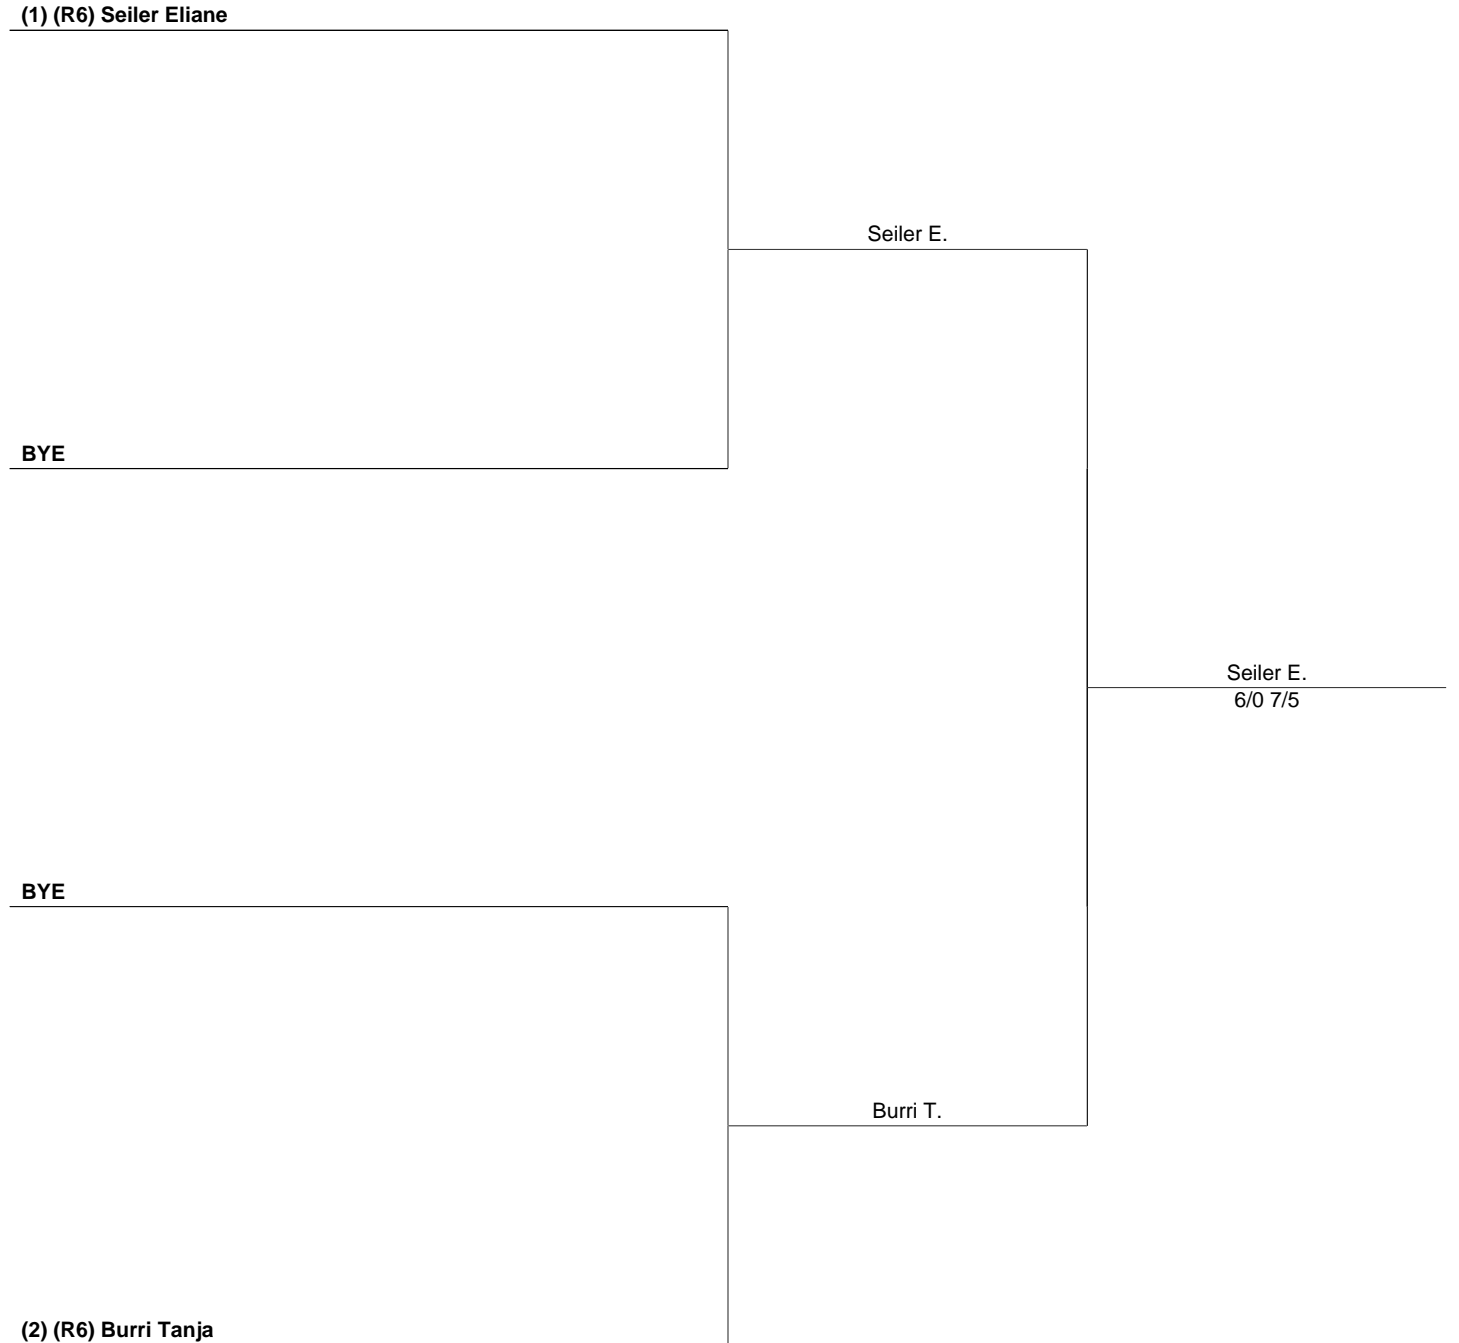 (1) (R6) Seiler Eliane
Seiler E.
BYE
Seiler E.
6/0 7/5
BYE
Burri T.
(2) (R6) Burri Tanja